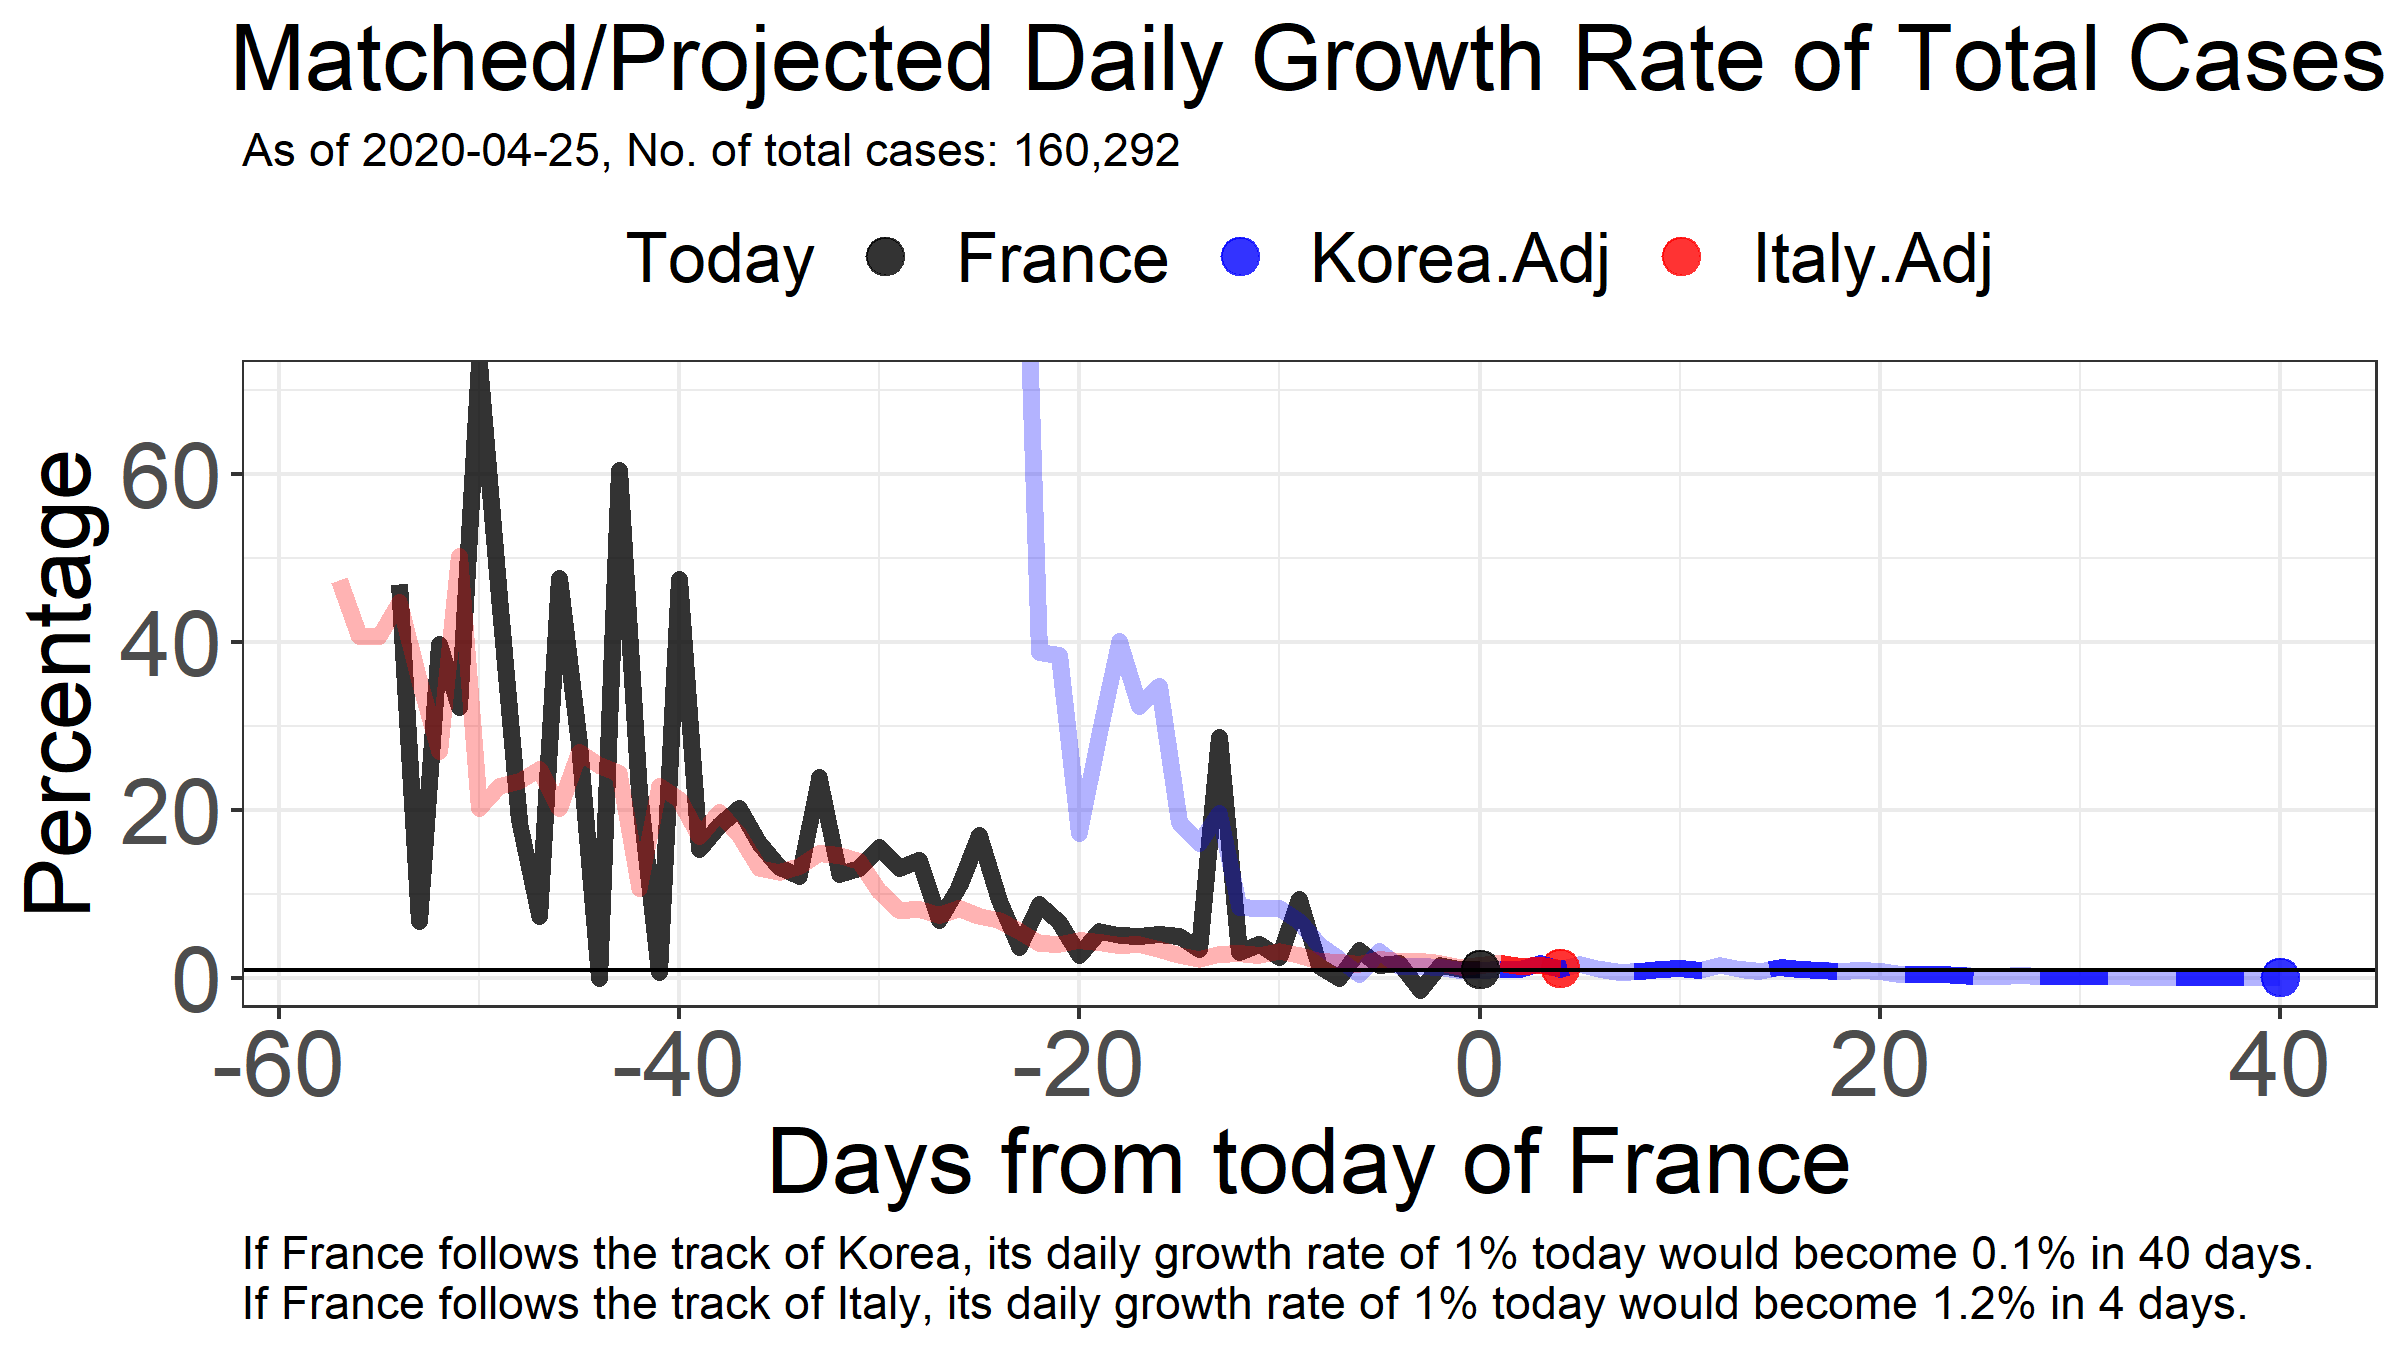 Matched/Projected Daily Growth Rate of Total Cases
As of 2020-04-25, No. of total cases: 160,292
Today France Korea.Adj Italy.Adj
Percentage
60
40
20
0
-60 -40 -20 0 20 40
Days from today of France
If France follows the track of Korea, its daily growth rate of 1% today would become 0.1% in 40 days.
If France follows the track of Italy, its daily growth rate of 1% today would become 1.2% in 4 days.